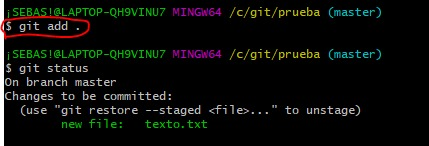 ¡SEBAS!@LAPTOP-QH9VINU7 MINGW64 /c/git/prueba (master)
$ git add .
¡SEBAS!@LAPTOP-QH9VINU7 MINGW64 /c/git/prueba (master)
$ git status
On branch master
Changes to be committed:
(use "git restore --staged <file>..." to unstage)
new file: texto.txt